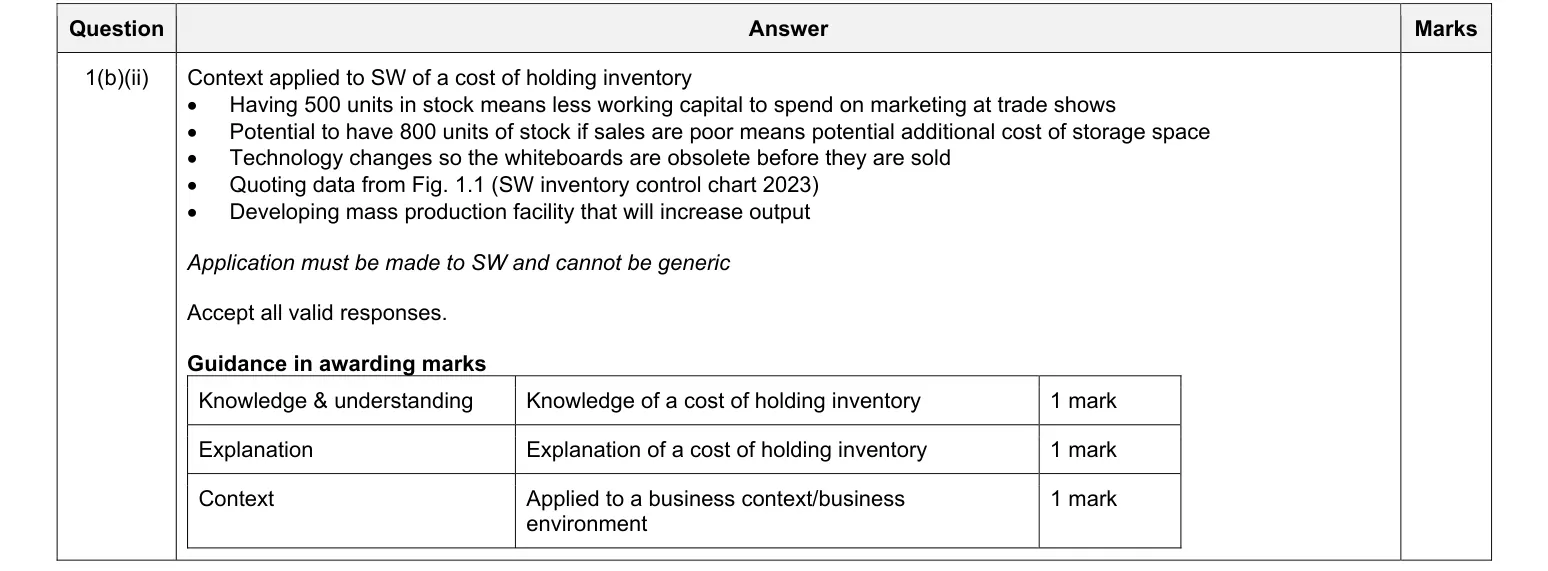 Question Answer Marks
1(b)(ii) Context applied to SW of a cost of holding inventory
• Having 500 units in stock means less working capital to spend on marketing at trade shows
• Potential to have 800 units of stock if sales are poor means potential additional cost of storage space
• Technology changes so the whiteboards are obsolete before they are sold
• Quoting data from Fig. 1.1 (SW inventory control chart 2023)
• Developing mass production facility that will increase output
Application must be made to SW and cannot be generic
Accept all valid responses.
Guidance in awarding marks
Knowledge & understanding Knowledge of a cost of holding inventory 1 mark
Explanation Explanation of a cost of holding inventory 1 mark
Context Applied to a business context/business 1 mark
environment